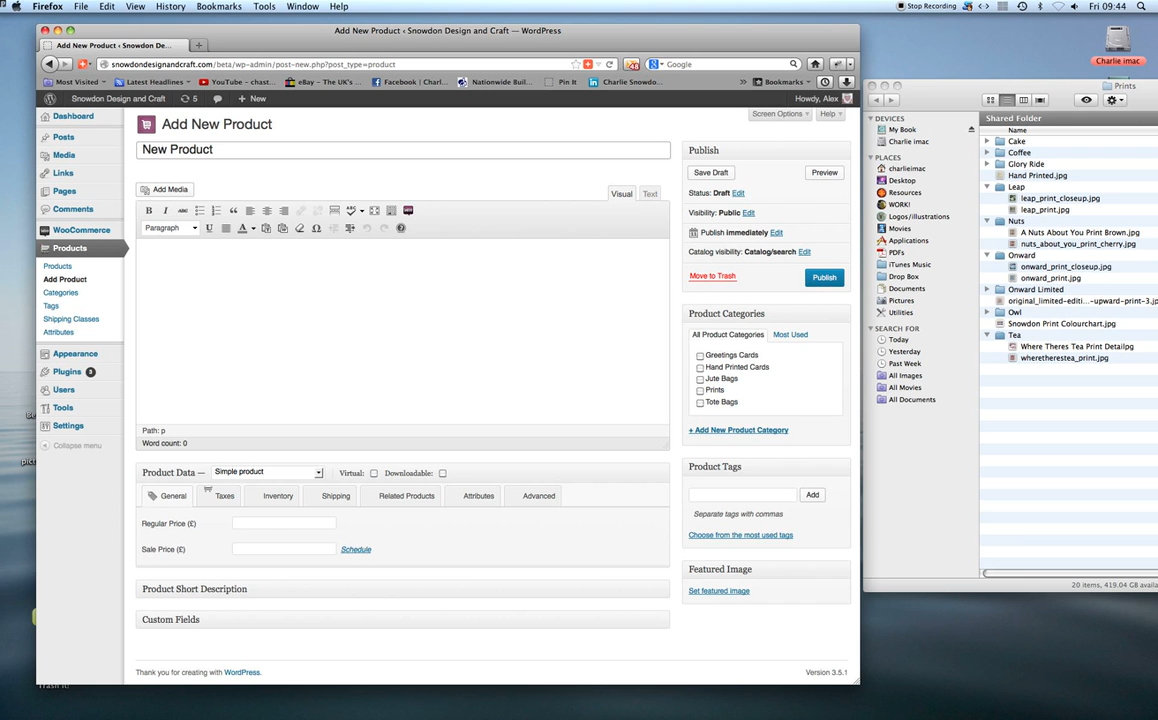 Firefox File Edit View History Bookmarks Tools Window Help Stop Recording Fri 09:44
Add New Product ‹ Snowdon Design and Craft — WordPress
Add New Product ‹ Snowdon De...
snowdondesignandcraft.com/beta/wp-admin/post-new.php?post_type=product
Google
Most Visited Latest Headlines YouTube - chast... eBay - The UK's ... Facebook | Charl... Nationwide Buil... Pin It Charlie Snowdo... Bookmarks
Snowdon Design and Craft 5 + New Howdy, Alex
Screen Options Help
Dashboard
Posts
Media
Links
Pages
Comments
WooCommerce
Products
Products
Add Product
Categories
Tags
Shipping Classes
Attributes
Appearance
Plugins 3
Users
Tools
Settings
Collapse menu
Add New Product
New Product
Add Media
Visual Text
B I ABC
Paragraph U A
Path: p
Word count: 0
Product Data — Simple product Virtual: Downloadable:
General Taxes Inventory Shipping Related Products Attributes Advanced
Regular Price (£)
Sale Price (£) Schedule
Product Short Description
Custom Fields
Thank you for creating with WordPress. Version 3.5.1
Publish
Save Draft Preview
Status: Draft Edit
Visibility: Public Edit
Publish immediately Edit
Catalog visibility: Catalog/search Edit
Move to Trash Publish
Product Categories
All Product Categories Most Used
Greetings Cards
Hand Printed Cards
Jute Bags
Prints
Tote Bags
+ Add New Product Category
Product Tags
Add
Separate tags with commas
Choose from the most used tags
Featured Image
Set featured image
Charlie imac
Prints
DEVICES
My Book
Charlie imac
PLACES
charlieimac
Desktop
Resources
WORK!
Logos/illustrations
Movies
Applications
PDFs
iTunes Music
Drop Box
Documents
Pictures
Utilities
SEARCH FOR
Today
Yesterday
Past Week
All Images
All Movies
All Documents
Shared Folder
Name
Cake
Coffee
Glory Ride
Hand Printed.jpg
Leap
leap_print_closeup.jpg
leap_print.jpg
Nuts
A Nuts About You Print Brown.jpg
nuts_about_you_print_cherry.jpg
Onward
onward_print_closeup.jpg
onward_print.jpg
Onward Limited
original_limited-editi...-upward-print-3.jp
Owl
Snowdon Print Colourchart.jpg
Tea
Where Theres Tea Print Detailpg
wheretherestea_print.jpg
20 items, 419.04 GB availa
Trash it!